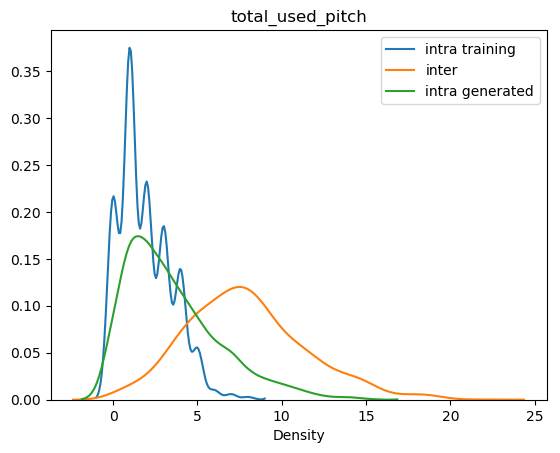 total_used_pitch
intra training
inter
intra generated
0.35
0.30
0.25
0.20
0.15
0.10
0.05
0.00
0 5 10 15 20 25
Density